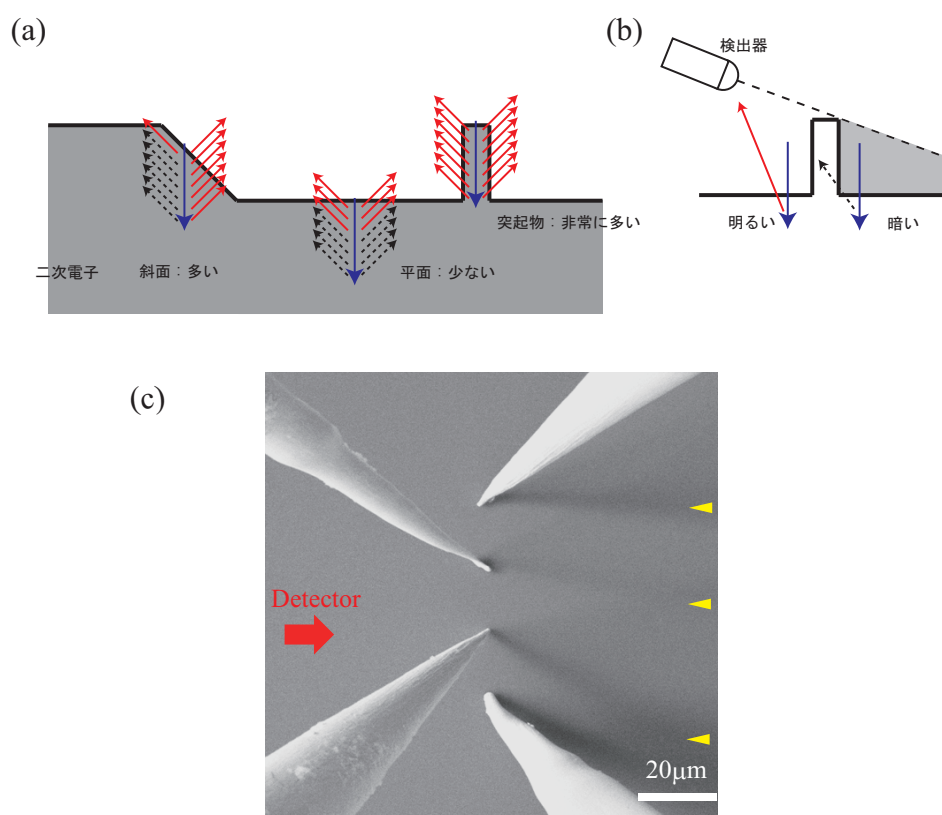 (a)
(b)
検出器
突起物：非常に多い
明るい
暗い
二次電子
斜面：多い
平面：少ない
(c)
Detector
20μm